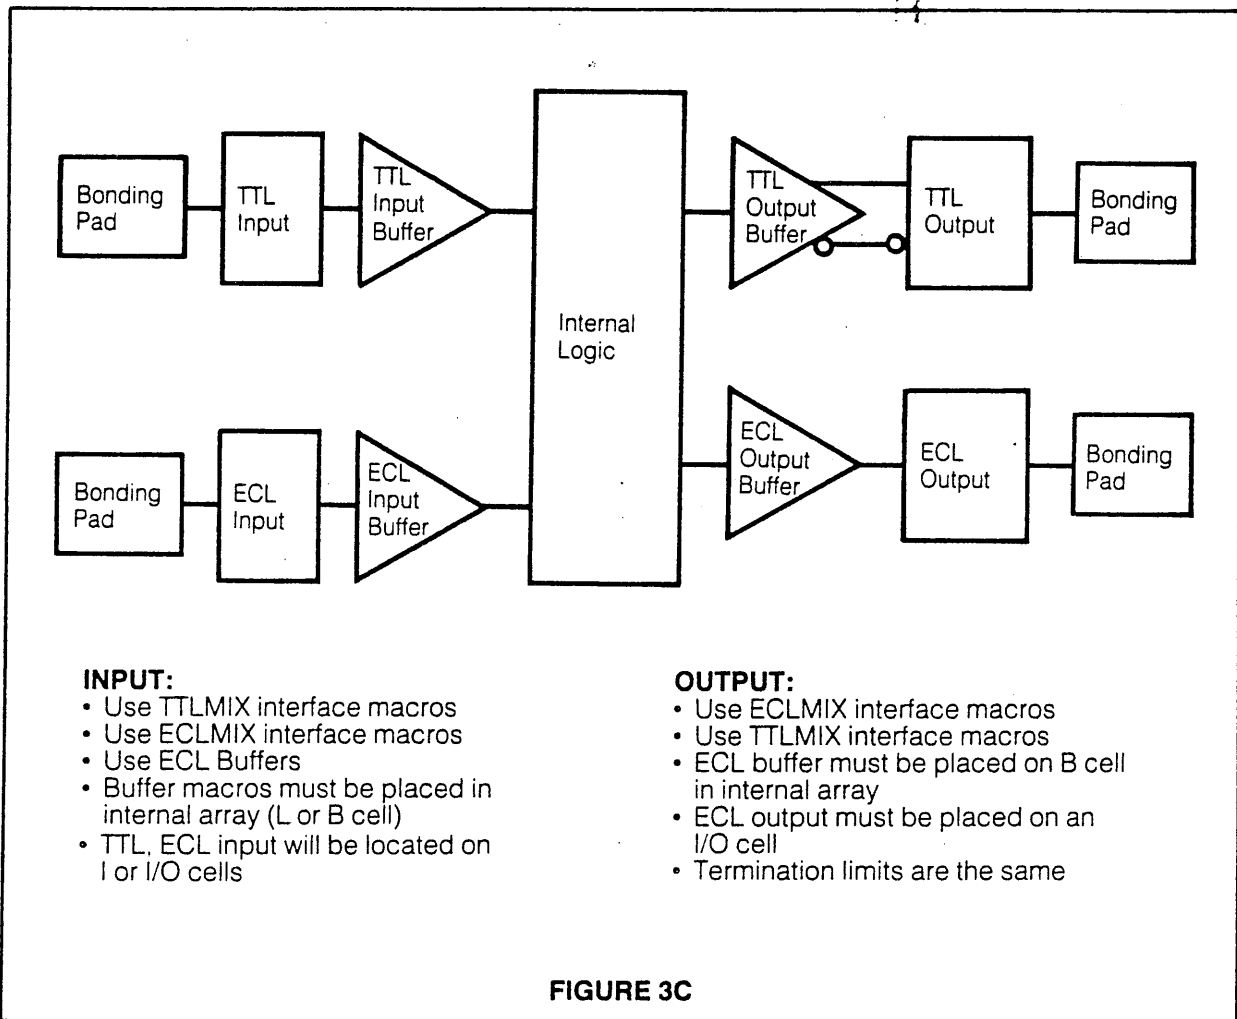 Bonding
Pad
TTL
Input
TTL
Input
Buffer
Internal
Logic
TTL
Output
Buffer
TTL
Output
Bonding
Pad
Bonding
Pad
ECL
Input
ECL
Input
Buffer
ECL
Output
Buffer
ECL
Output
Bonding
Pad
INPUT:
• Use TTLMIX interface macros
• Use ECLMIX interface macros
• Use ECL Buffers
• Buffer macros must be placed in
internal array (L or B cell)
• TTL, ECL input will be located on
I or I/O cells
OUTPUT:
• Use ECLMIX interface macros
• Use TTLMIX interface macros
• ECL buffer must be placed on B cell
in internal array
• ECL output must be placed on an
I/O cell
• Termination limits are the same
FIGURE 3C